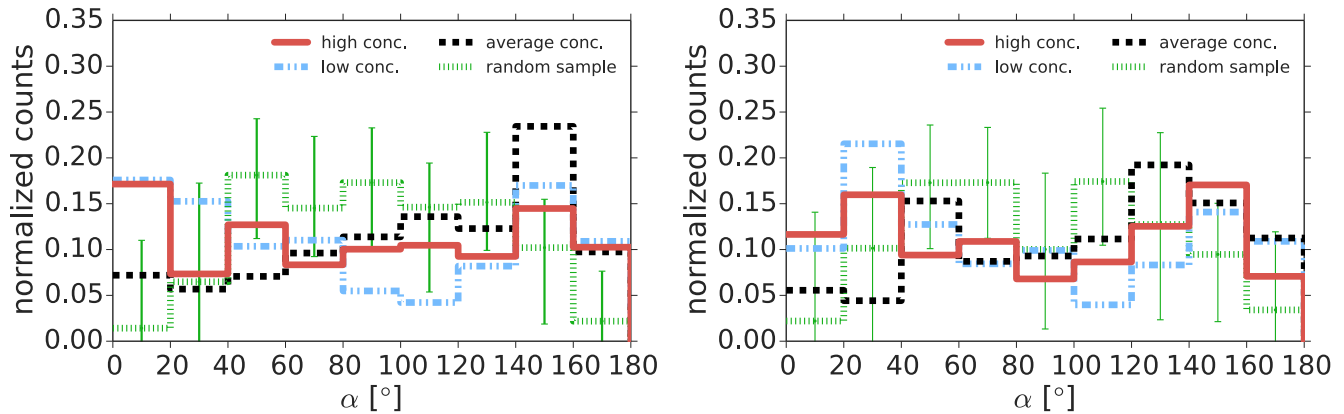 0.35
0.30
0.25
0.20
0.15
0.10
0.05
0.00
normalized counts
high conc.
average conc.
low conc.
random sample
0 20 40 60 80 100 120 140 160 180
α [°]
0.35
0.30
0.25
0.20
0.15
0.10
0.05
0.00
normalized counts
high conc.
average conc.
low conc.
random sample
0 20 40 60 80 100 120 140 160 180
α [°]